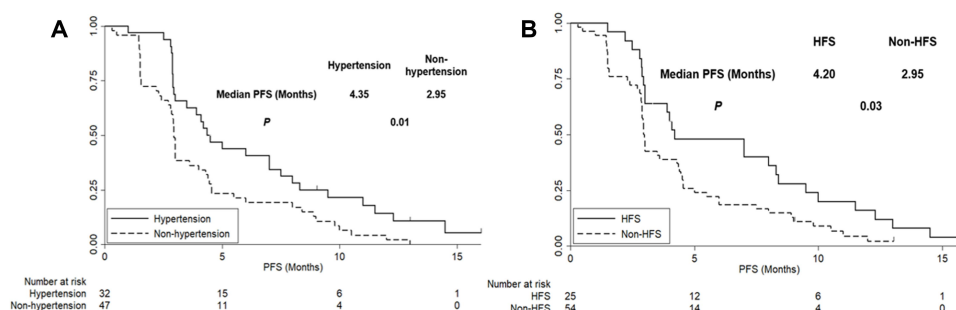 A
Hypertension Non-hypertension
Median PFS (Months) 4.35 2.95
P 0.01
1.00
0.75
0.50
0.25
0.00
Hypertension
Non-hypertension
0 5 10 15
PFS (Months)
Number at risk
Hypertension 32 15 6 1
Non-hypertension 47 11 4 0
B
HFS Non-HFS
Median PFS (Months) 4.20 2.95
P 0.03
1.00
0.75
0.50
0.25
0.00
HFS
Non-HFS
0 5 10 15
PFS (Months)
Number at risk
HFS 25 12 6 1
Non-HFS 54 14 4 0